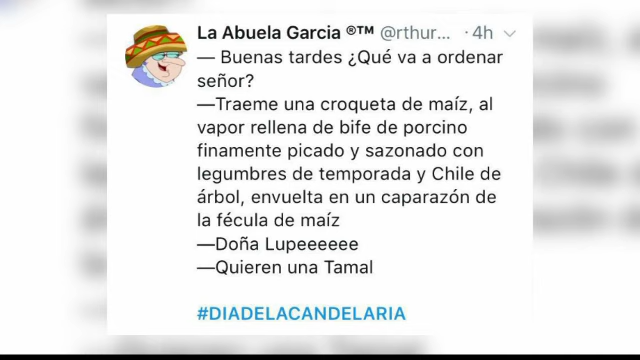 La Abuela Garcia ®™ @rthur... · 4h
— Buenas tardes ¿Qué va a ordenar
señor?
—Traeme una croqueta de maíz, al
vapor rellena de bife de porcino
finamente picado y sazonado con
legumbres de temporada y Chile de
árbol, envuelta en un caparazón de
la fécula de maíz
—Doña Lupeeeeee
—Quieren una Tamal
#DIADELACANDELARIA